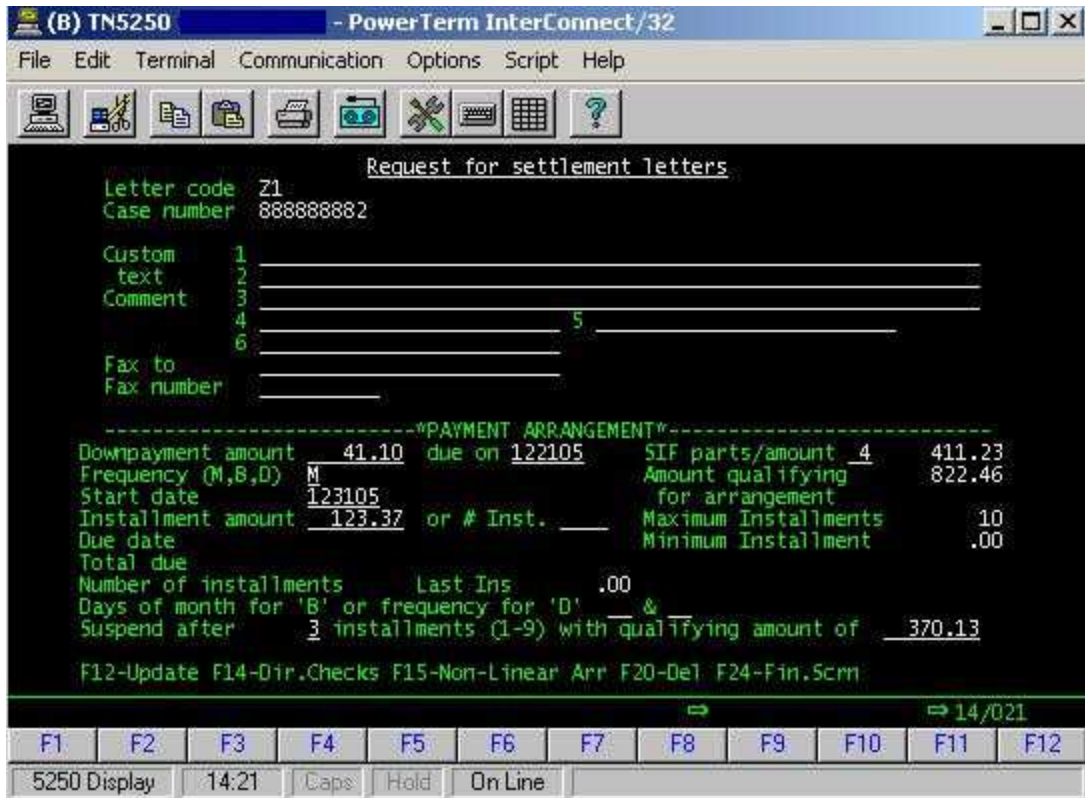 (B) TN5250 - PowerTerm InterConnect/32
File Edit Terminal Communication Options Script Help
Request for settlement letters
Letter code Z1
Case number 888888882
Custom 1
text 2
Comment 3
4 5
6
Fax to
Fax number
---------------------------*PAYMENT ARRANGEMENT*---------------------------
Downpayment amount 41.10 due on 122105 SIF parts/amount 4 411.23
Frequency (M,B,D) M Amount qualifying 822.46
Start date 123105 for arrangement
Installment amount 123.37 or # Inst. Maximum Installments 10
Due date Minimum Installment .00
Total due
Number of installments Last Ins .00
Days of month for 'B' or frequency for 'D' &
Suspend after 3 installments (1-9) with qualifying amount of 370.13
F12-Update F14-Dir.Checks F15-Non-Linear Arr F20-Del F24-Fin.Scrn
⇨ ⇨ 14/021
F1 F2 F3 F4 F5 F6 F7 F8 F9 F10 F11 F12
5250 Display 14:21 Caps Hold On Line